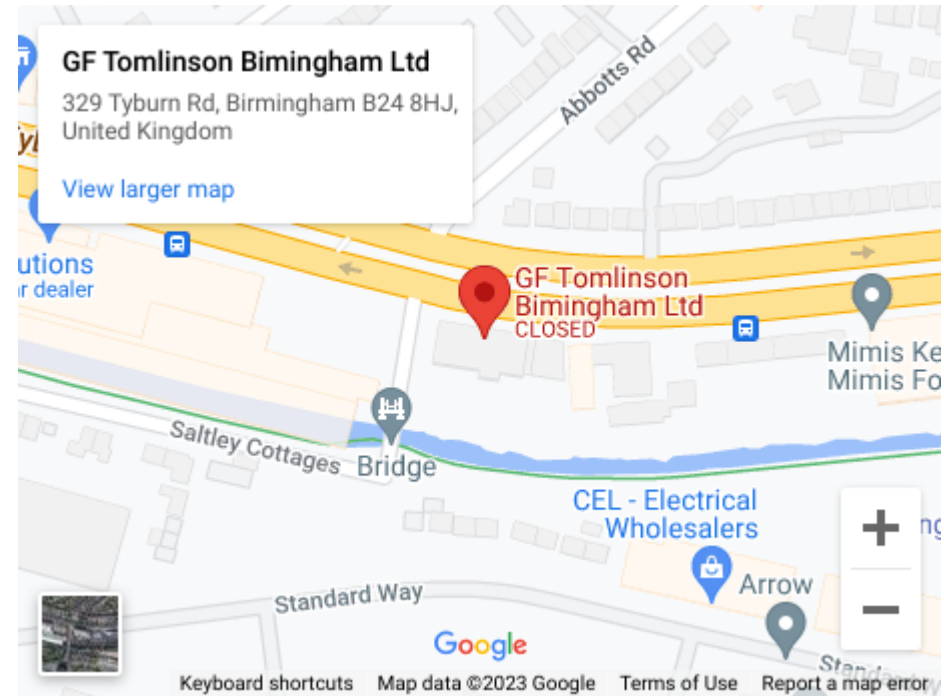 GF Tomlinson Bimingham Ltd
329 Tyburn Rd, Birmingham B24 8HJ,
United Kingdom
View larger map
Abbotts Rd
utions
r dealer
GF Tomlinson
Bimingham Ltd
CLOSED
Mimis Ke
Mimis Fo
Saltley Cottages
Bridge
CEL - Electrical
Wholesalers
+
ng
Arrow
Standard Way
−
Google
Keyboard shortcuts
Map data ©2023 Google
Terms of Use
Report a map error